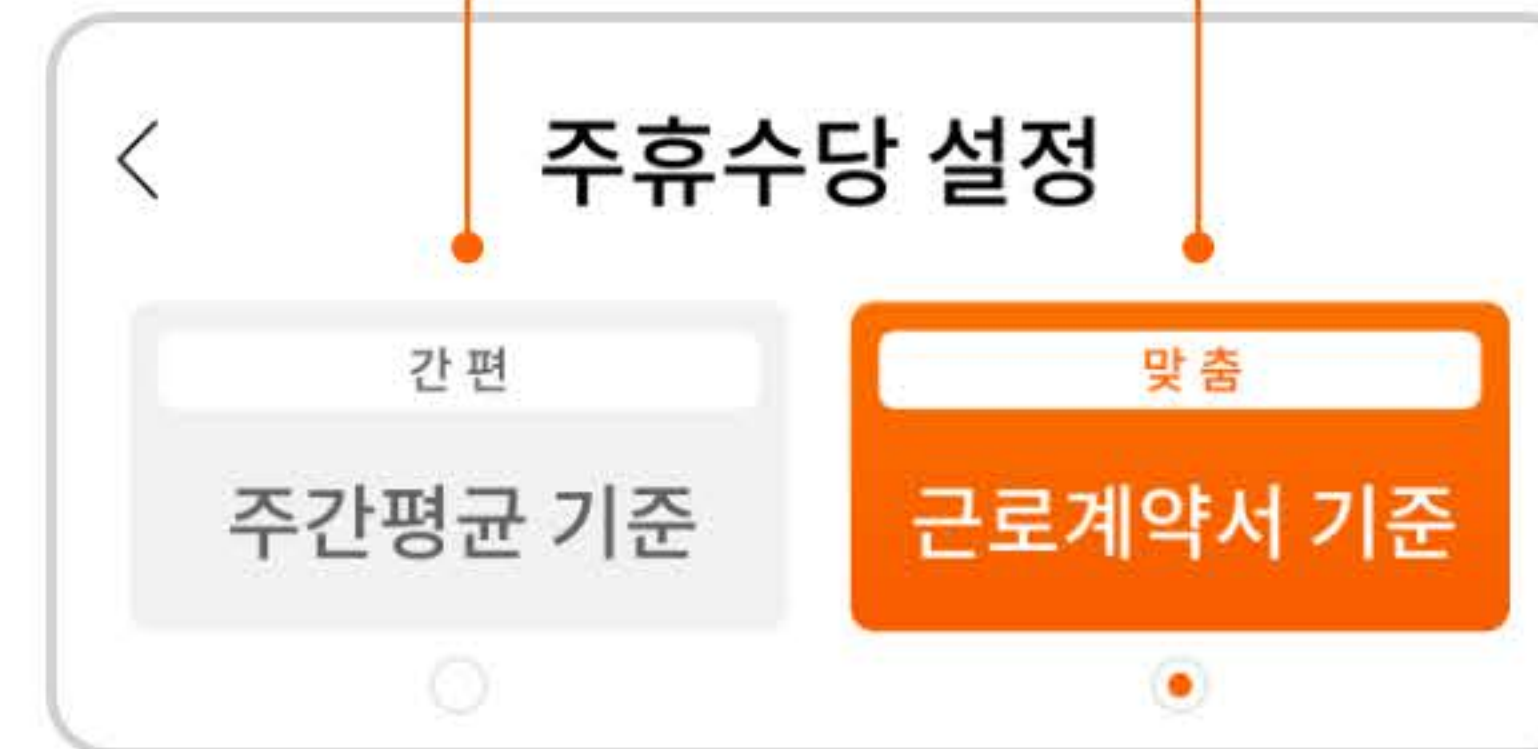 주휴수당 설정
간편
맞춤
주간평균 기준
근로계약서 기준